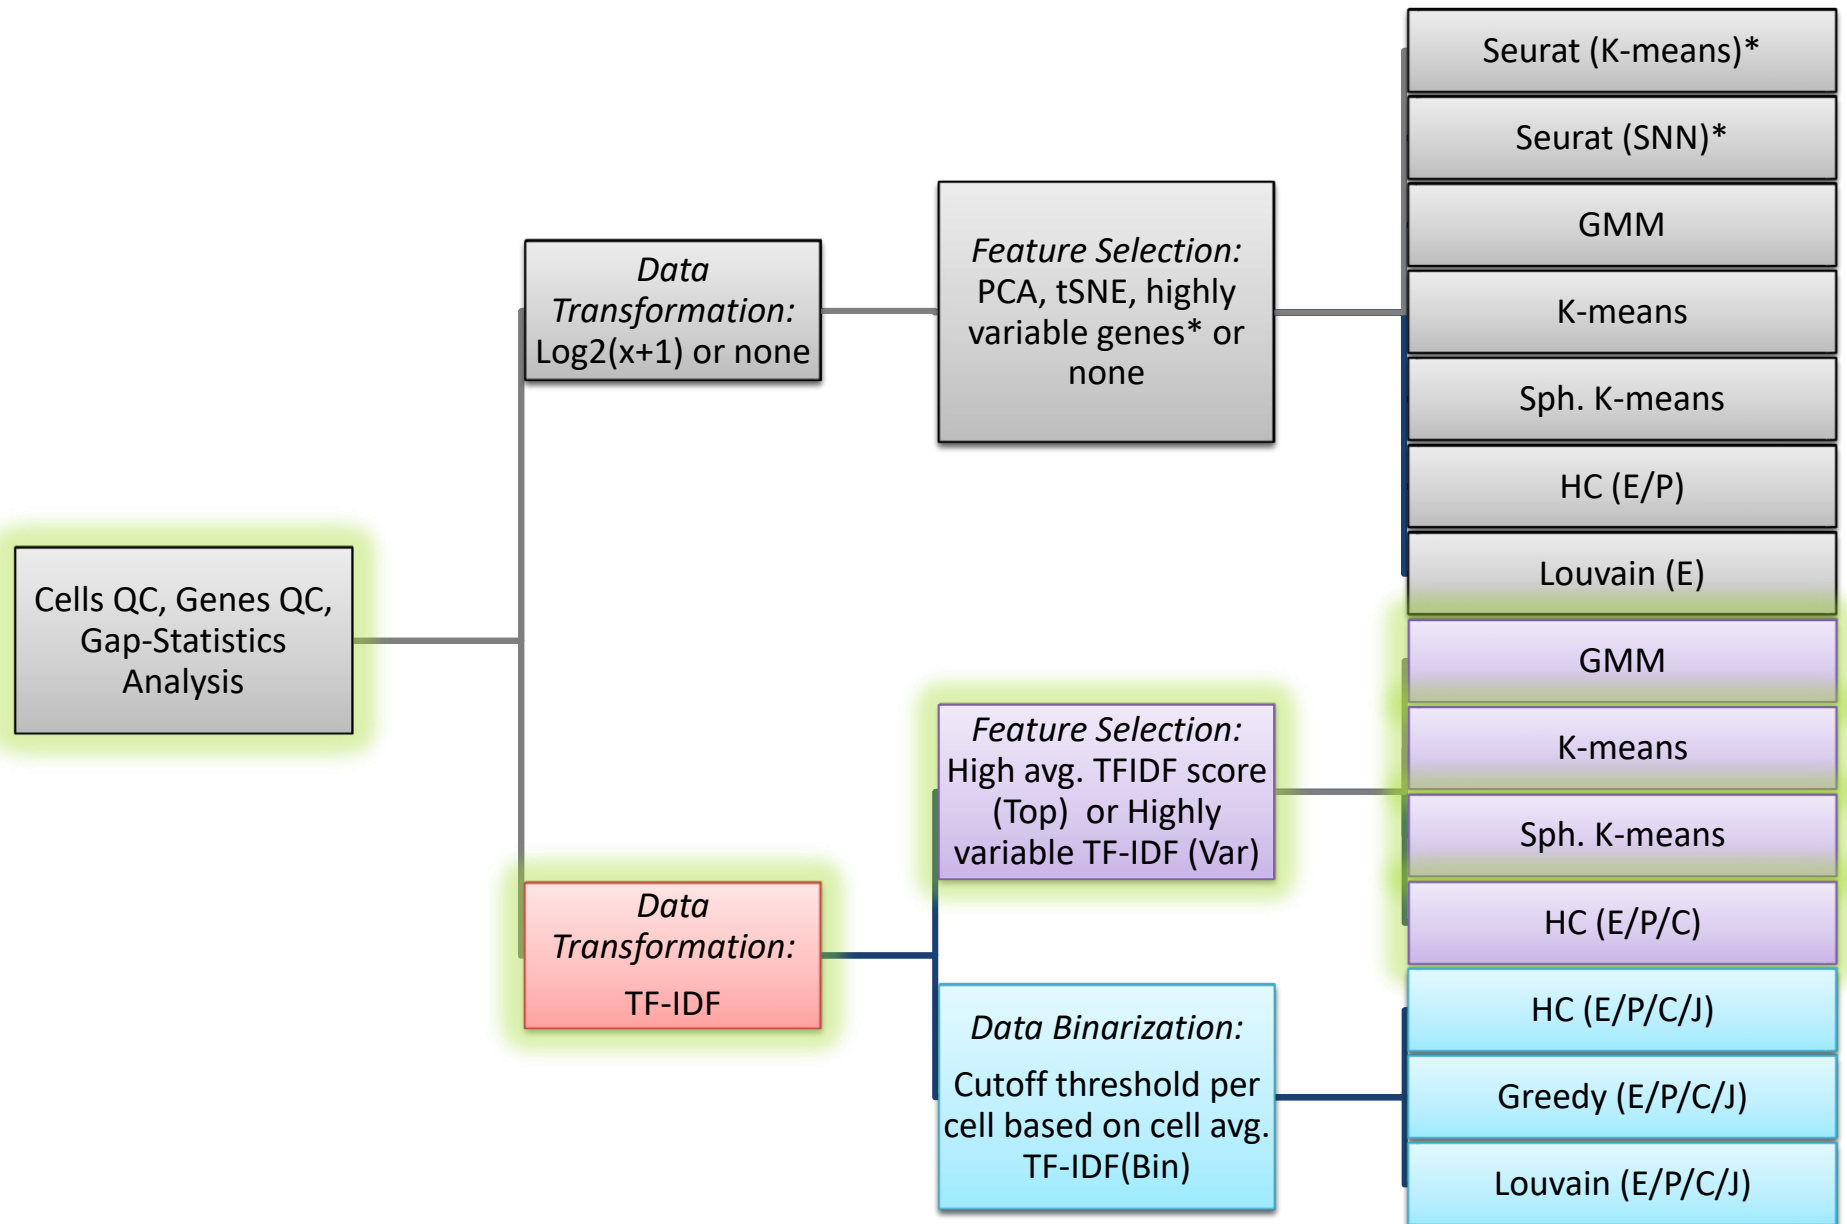 Cells QC, Genes QC,
Gap-Statistics
Analysis
Data
Transformation:
Log2(x+1) or none
Data
Transformation:
TF-IDF
Feature Selection:
PCA, tSNE, highly
variable genes* or
none
Feature Selection:
High avg. TFIDF score
(Top) or Highly
variable TF-IDF (Var)
Data Binarization:
Cutoff threshold per
cell based on cell avg.
TF-IDF(Bin)
Seurat (K-means)*
Seurat (SNN)*
GMM
K-means
Sph. K-means
HC (E/P)
Louvain (E)
GMM
K-means
Sph. K-means
HC (E/P/C)
HC (E/P/C/J)
Greedy (E/P/C/J)
Louvain (E/P/C/J)